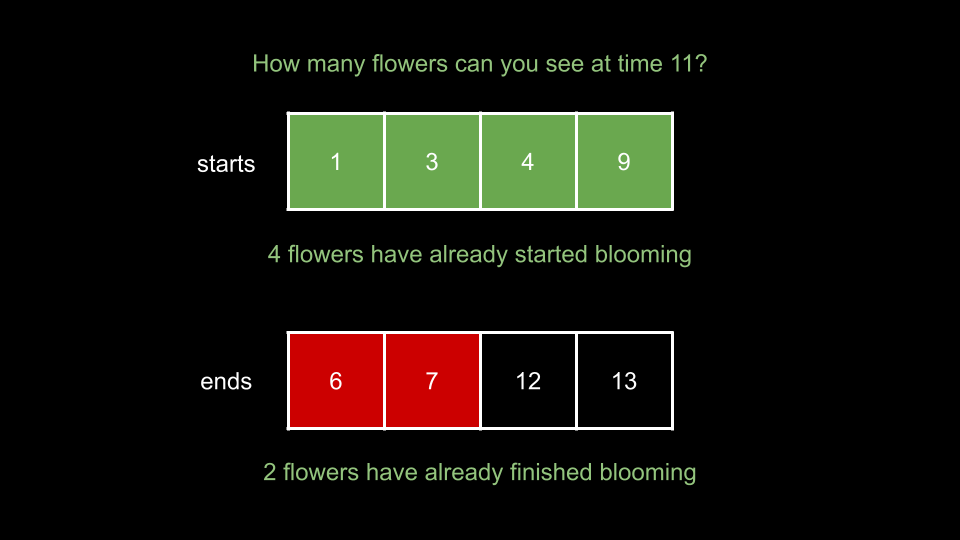 How many flowers can you see at time 11?
starts 1 3 4 9
4 flowers have already started blooming
ends 6 7 12 13
2 flowers have already finished blooming